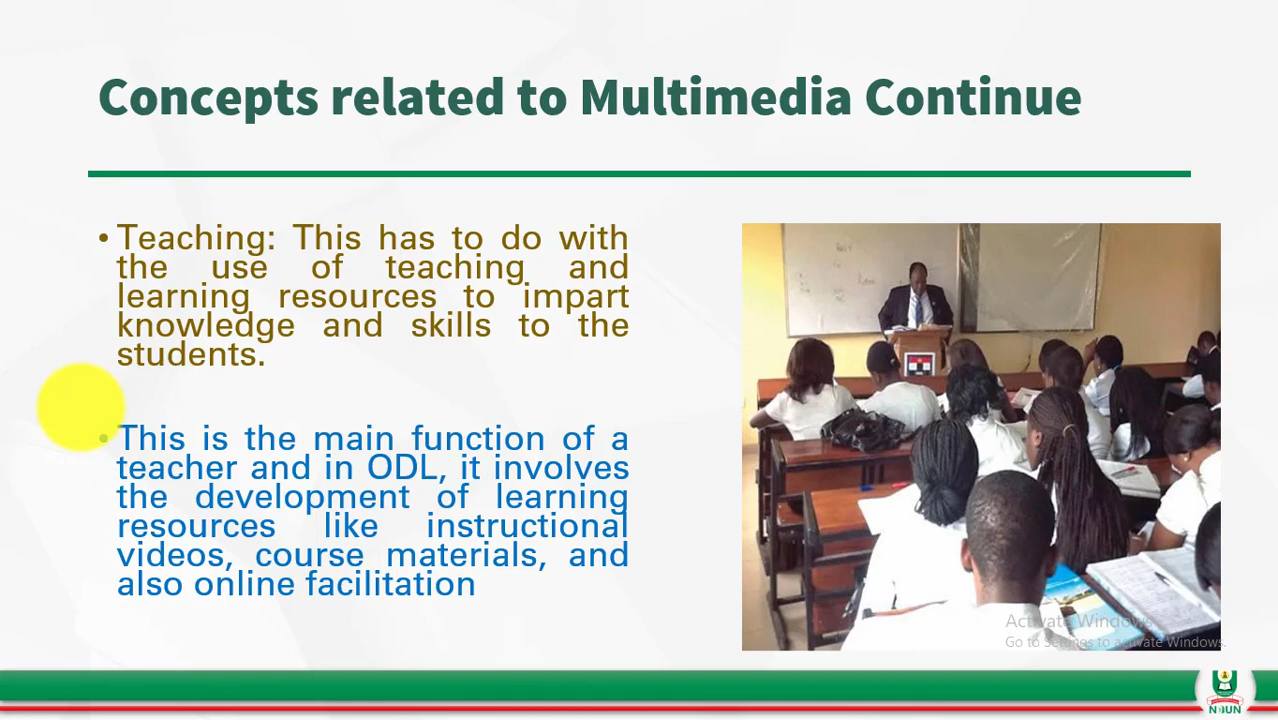 Concepts related to Multimedia Continue
• Teaching: This has to do with
the use of teaching and
learning resources to impart
knowledge and skills to the
students.
• This is the main function of a
teacher and in ODL, it involves
the development of learning
resources like instructional
videos, course materials, and
also online facilitation
Activate Windows
Go to Settings to activate Windows.
NOUN